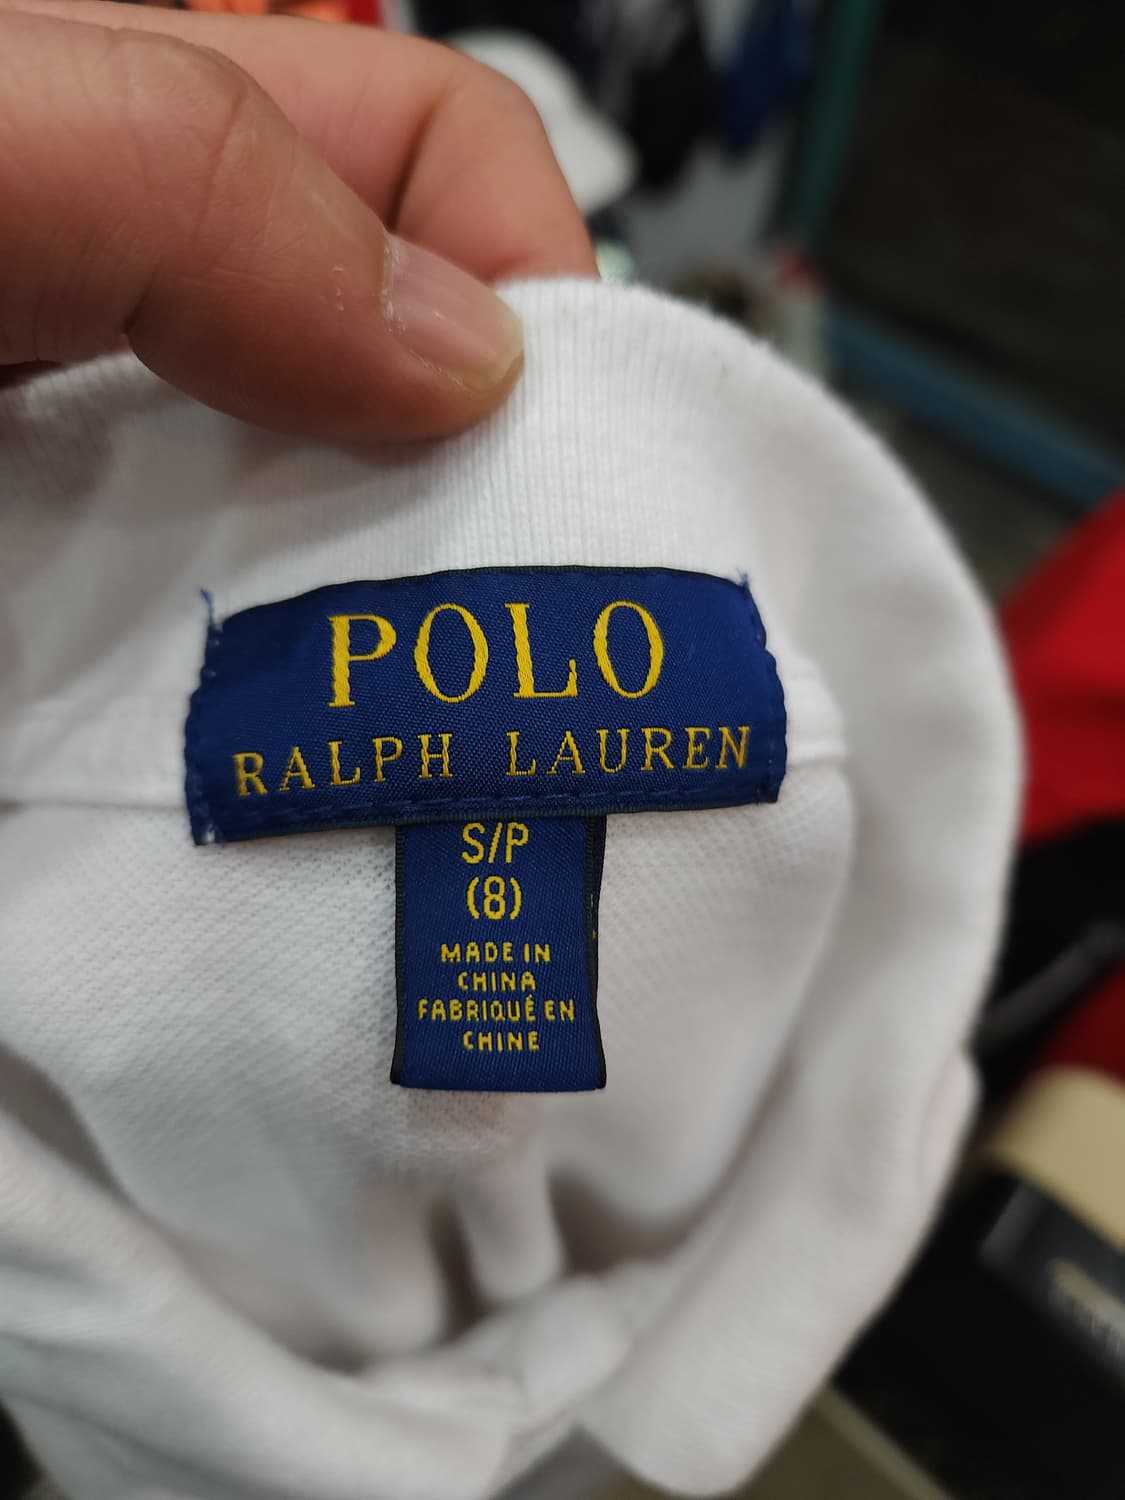 POLO
RALPH LAUREN
S/P
(8)
MADE IN
CHINA
FABRIQUÉ EN
CHINE